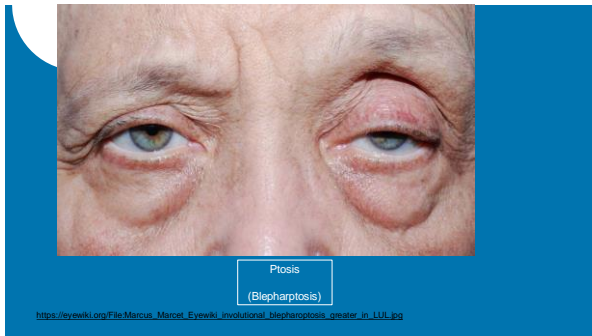 Ptosis
(Blepharptosis)
https://eyewiki.org/File:Marcus_Marcet_Eyewiki_involutional_blepharoptosis_greater_in_LUL.jpg